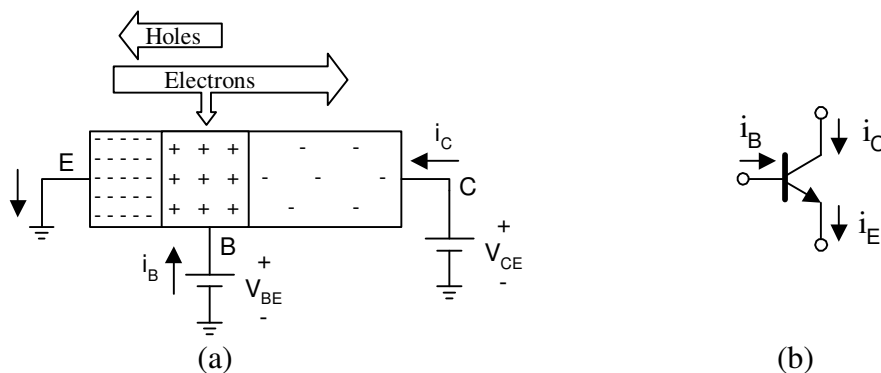 Holes
Electrons
- - - - - + + + - -
E i_C
- - - - - + + + - - - C
- - - - - + + + - -
B
i_B + V_BE - + V_CE -
(a)
i_B i_C
i_E
(b)